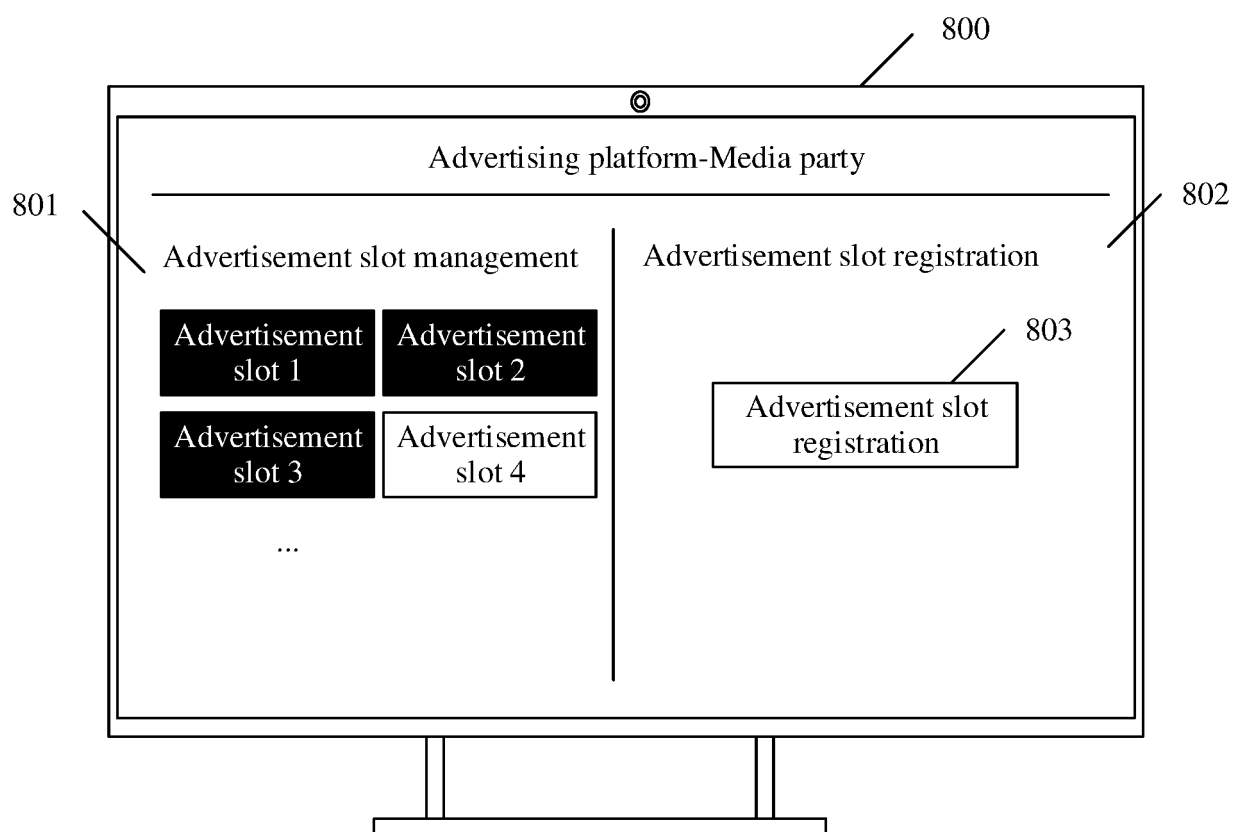 800
Advertising platform-Media party
801
802
Advertisement slot management
Advertisement slot registration
Advertisement
slot 1
Advertisement
slot 2
803
Advertisement slot
registration
Advertisement
slot 3
Advertisement
slot 4
...